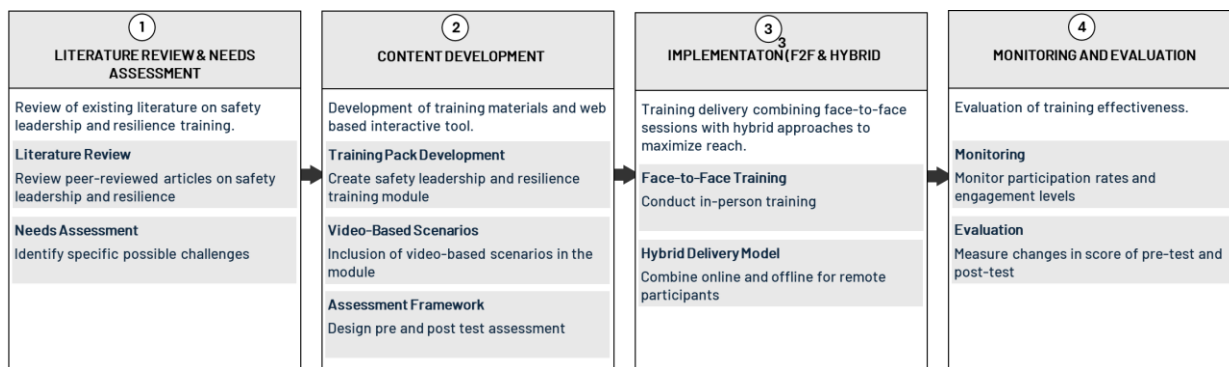 1
LITERATURE REVIEW & NEEDS
ASSESSMENT
Review of existing literature on safety
leadership and resilience training.
Literature Review
Review peer-reviewed articles on safety
leadership and resilience
Needs Assessment
Identify specific possible challenges
2
CONTENT DEVELOPMENT
Development of training materials and web
based interactive tool.
Training Pack Development
Create safety leadership and resilience
training module
Video-Based Scenarios
Inclusion of video-based scenarios in the
module
Assessment Framework
Design pre and post test assessment
3
3
IMPLEMENTATON(F2F & HYBRID
Training delivery combining face-to-face
sessions with hybrid approaches to
maximize reach.
Face-to-Face Training
Conduct in-person training
Hybrid Delivery Model
Combine online and offline for remote
participants
4
MONITORING AND EVALUATION
Evaluation of training effectiveness.
Monitoring
Monitor participation rates and
engagement levels
Evaluation
Measure changes in score of pre-test and
post-test